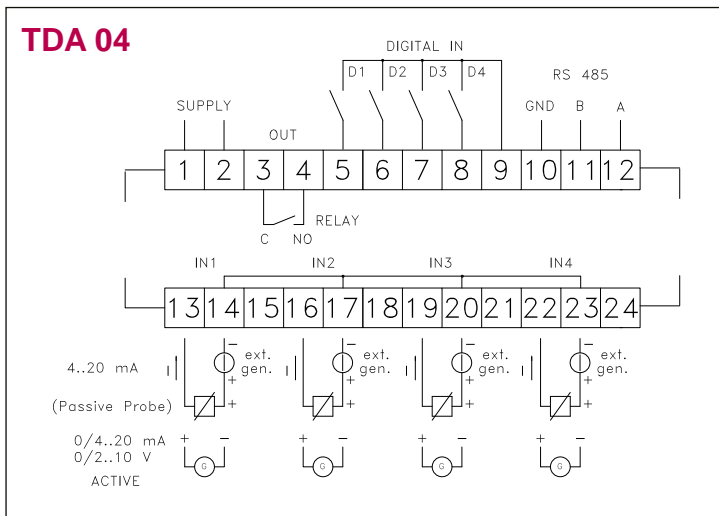 TDA 04
DIGITAL IN
D1 D2 D3 D4
RS 485
SUPPLY
GND B A
OUT
1 2 3 4 5 6 7 8 9 10 11 12
RELAY
C NO
IN1 IN2 IN3 IN4
13 14 15 16 17 18 19 20 21 22 23 24
4..20 mA
− ext. gen. +
− ext. gen. +
− ext. gen. +
− ext. gen. +
I I I I
(Passive Probe)
+ + + +
0/4..20 mA
+ − + − + − + −
0/2..10 V
G G G G
ACTIVE